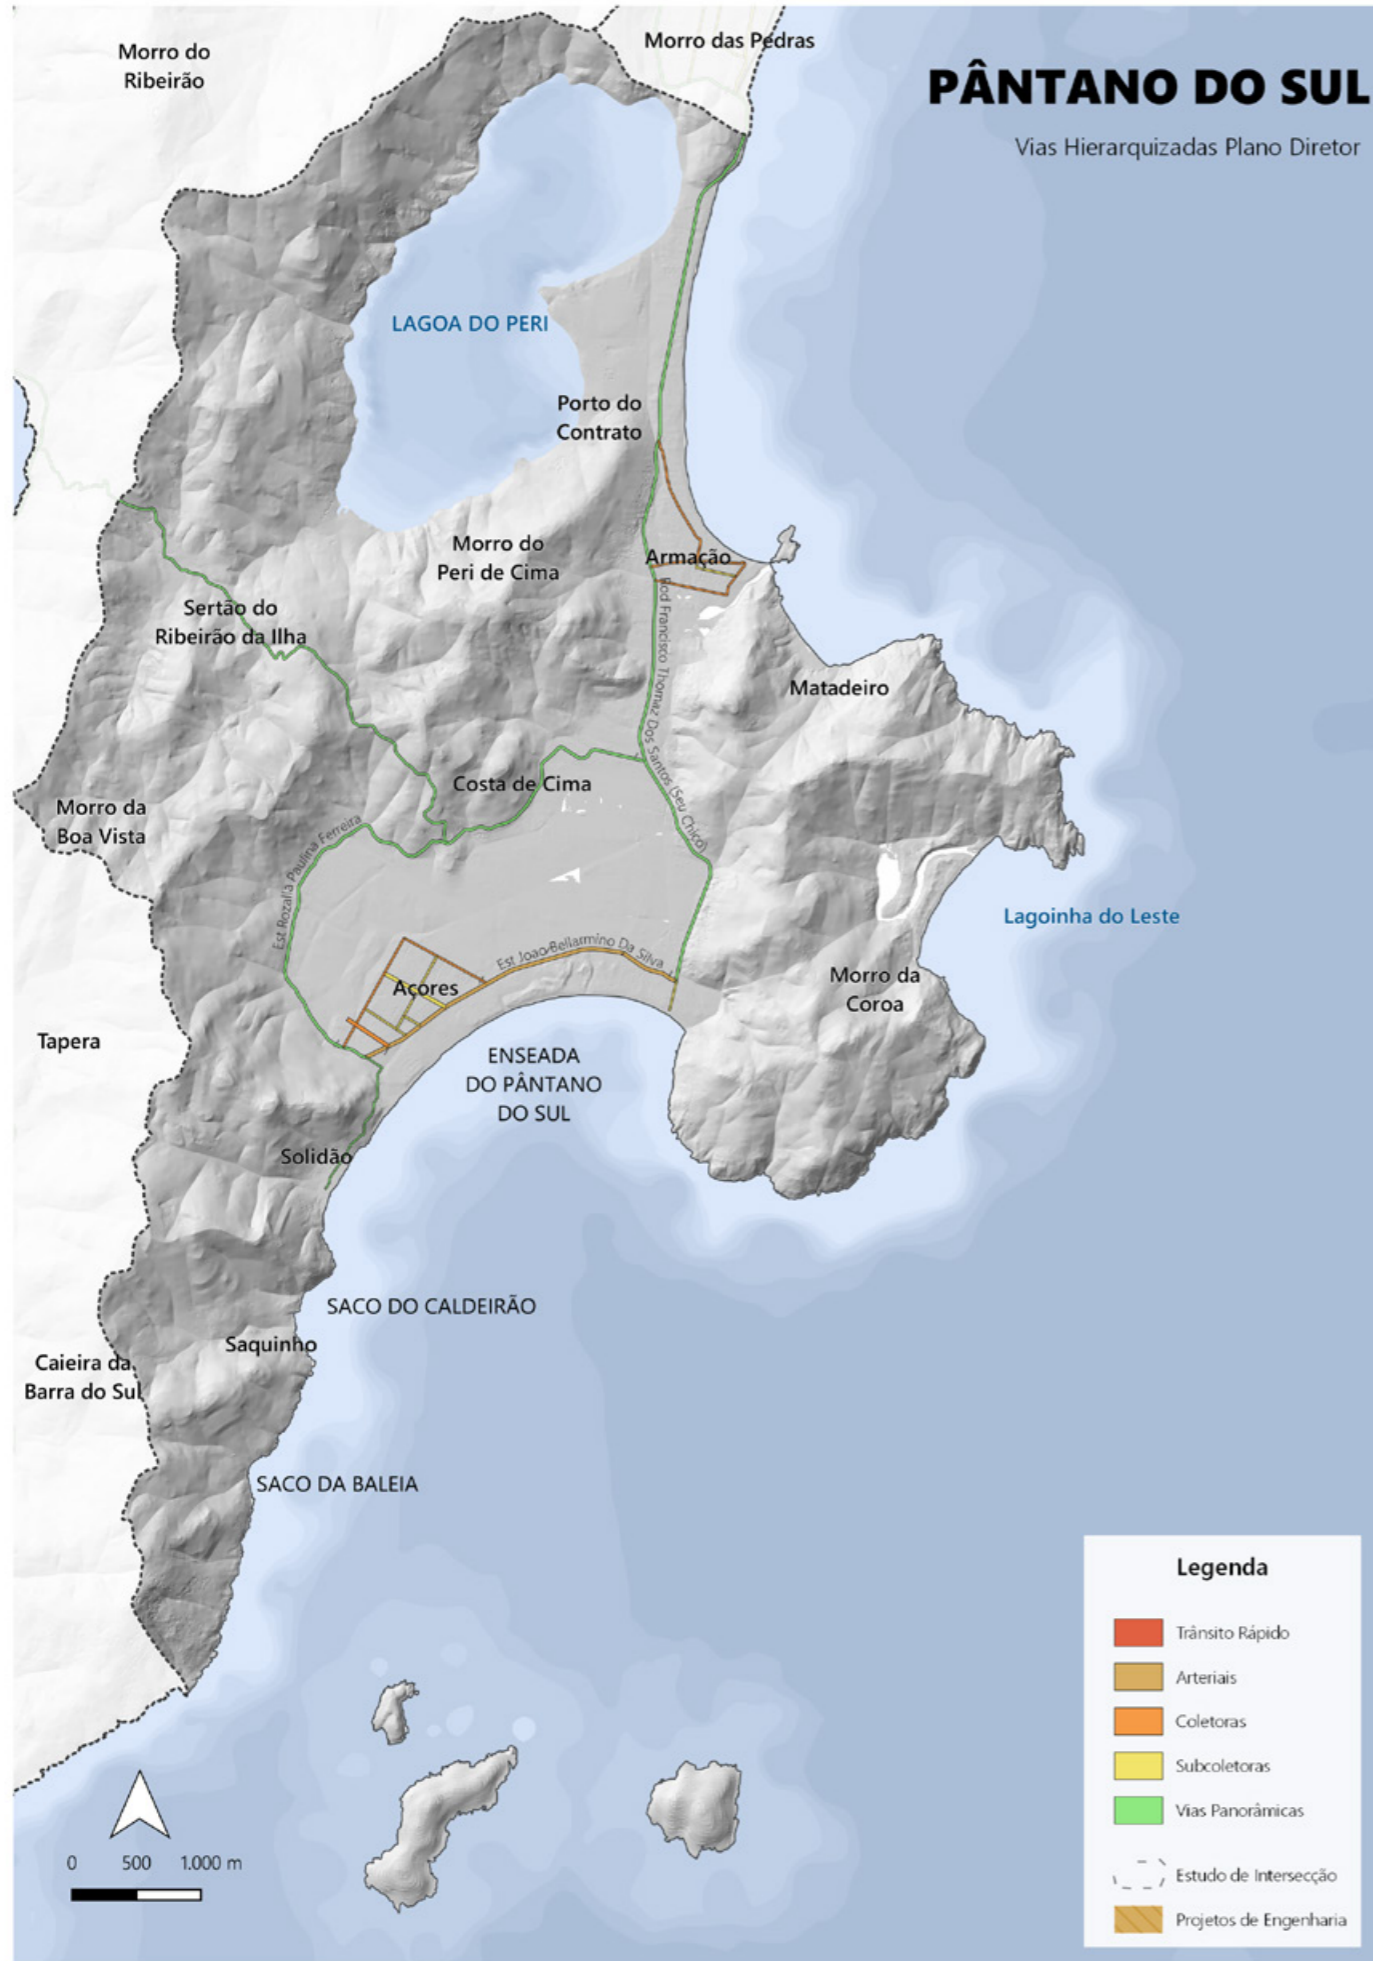 Morro do
Ribeirão
Morro das Pedras
PÂNTANO DO SUL
Vias Hierarquizadas Plano Diretor
LAGOA DO PERI
Porto do
Contrato
Morro do
Peri de Cima
Armação
Sertão do
Ribeirão da Ilha
Rod Francisco Thomaz Dos Santos (Seu Chico)
Matadeiro
Costa de Cima
Morro da
Boa Vista
Est Rozalia Paulina Ferreira
Lagoinha do Leste
Est Joao Bellarmino Da Silva
Açores
Morro da
Coroa
Tapera
ENSEADA
DO PÂNTANO
DO SUL
Solidão
SACO DO CALDEIRÃO
Saquinho
Caieira da
Barra do Sul
SACO DA BALEIA
Legenda
Trânsito Rápido
Arteriais
Coletoras
Subcoletoras
Vias Panorâmicas
Estudo de Intersecção
Projetos de Engenharia
0 500 1.000 m